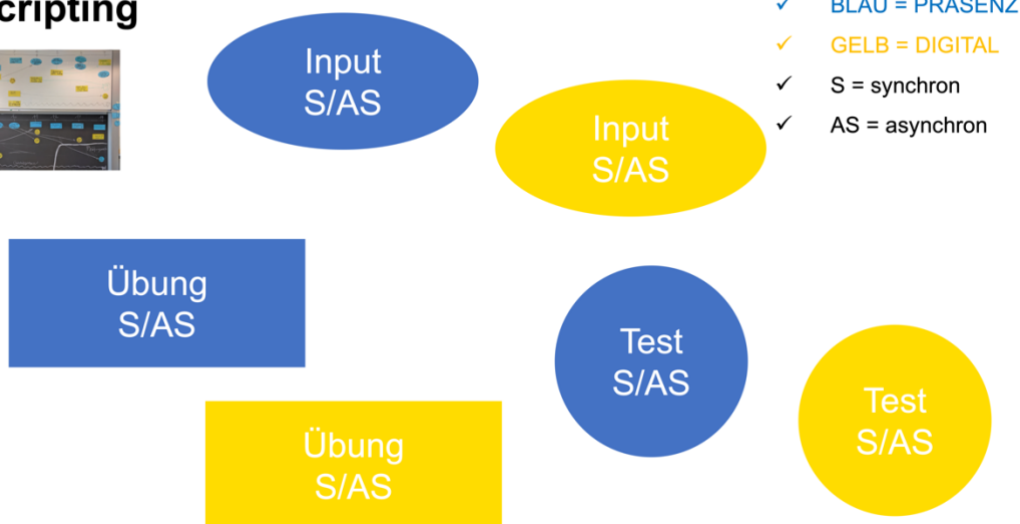 cripting
BLAU = PRÄSENZ
GELB = DIGITAL
S = synchron
AS = asynchron
Input
S/AS
Input
S/AS
Übung
S/AS
Test
S/AS
Test
S/AS
Übung
S/AS